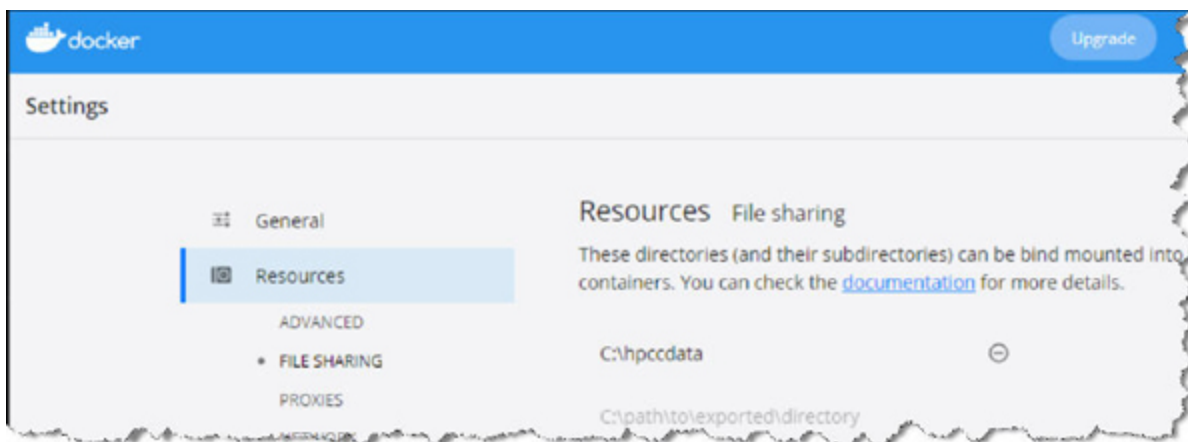 docker
Upgrade
Settings
General
Resources
ADVANCED
FILE SHARING
PROXIES
NETWORK
Resources File sharing
These directories (and their subdirectories) can be bind mounted into
containers. You can check the documentation for more details.
C:\hpccdata
C:\path\to\exported\directory